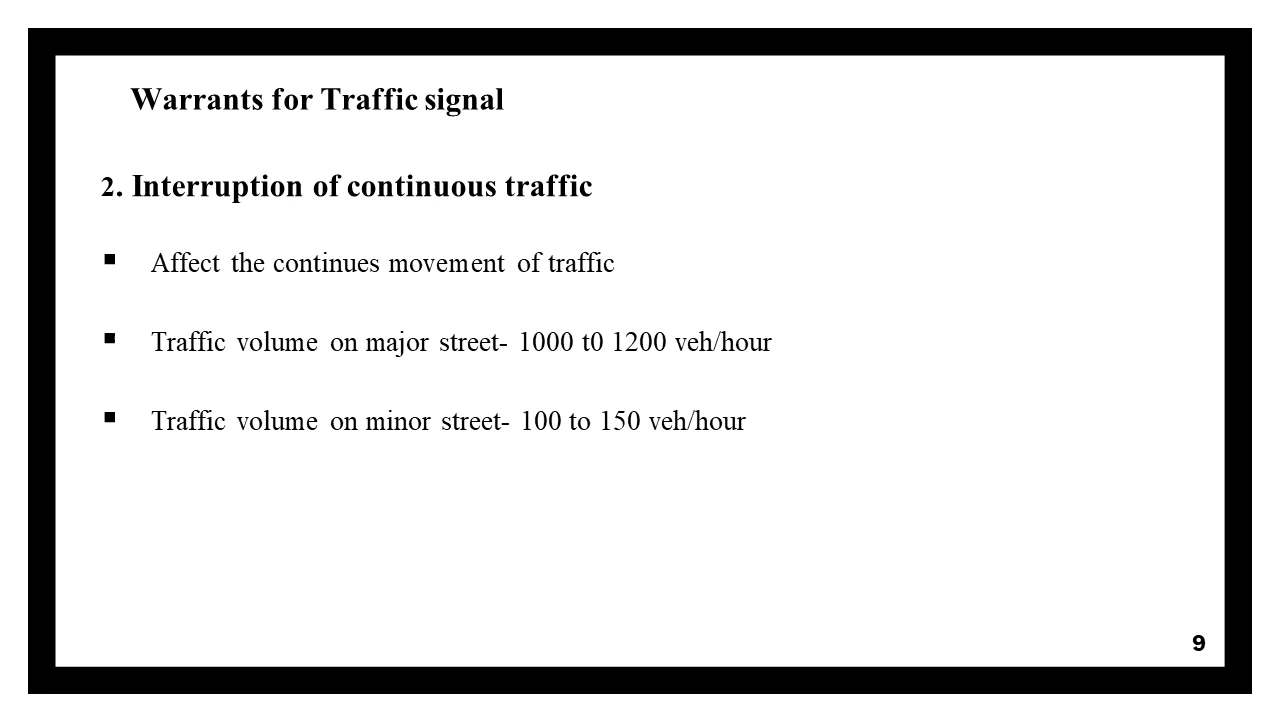 Warrants for Traffic signal
2. Interruption of continuous traffic
▪ Affect the continues movement of traffic
▪ Traffic volume on major street- 1000 t0 1200 veh/hour
▪ Traffic volume on minor street- 100 to 150 veh/hour
9